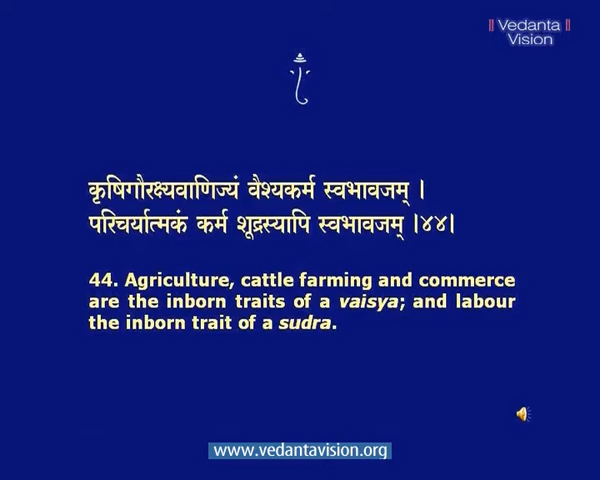 || Vedanta ||
Vision
कृषिगौरक्ष्यवाणिज्यं वैश्यकर्म स्वभावजम् ।
परिचर्यात्मकं कर्म शूद्रस्यापि स्वभावजम् ।४४।
44. Agriculture, cattle farming and commerce
are the inborn traits of a vaisya; and labour
the inborn trait of a sudra.
www.vedantavision.org